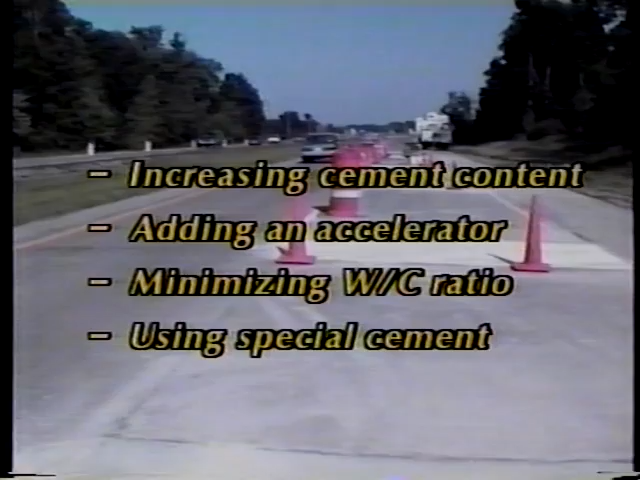 – Increasing cement content
– Adding an accelerator
– Minimizing W/C ratio
– Using special cement